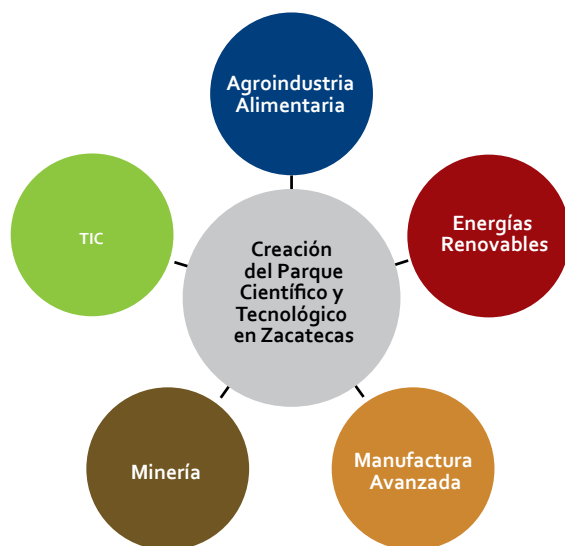 Agroindustria
Alimentaria
TIC
Energías
Renovables
Creación
del Parque
Científico y
Tecnológico
en Zacatecas
Minería
Manufactura
Avanzada